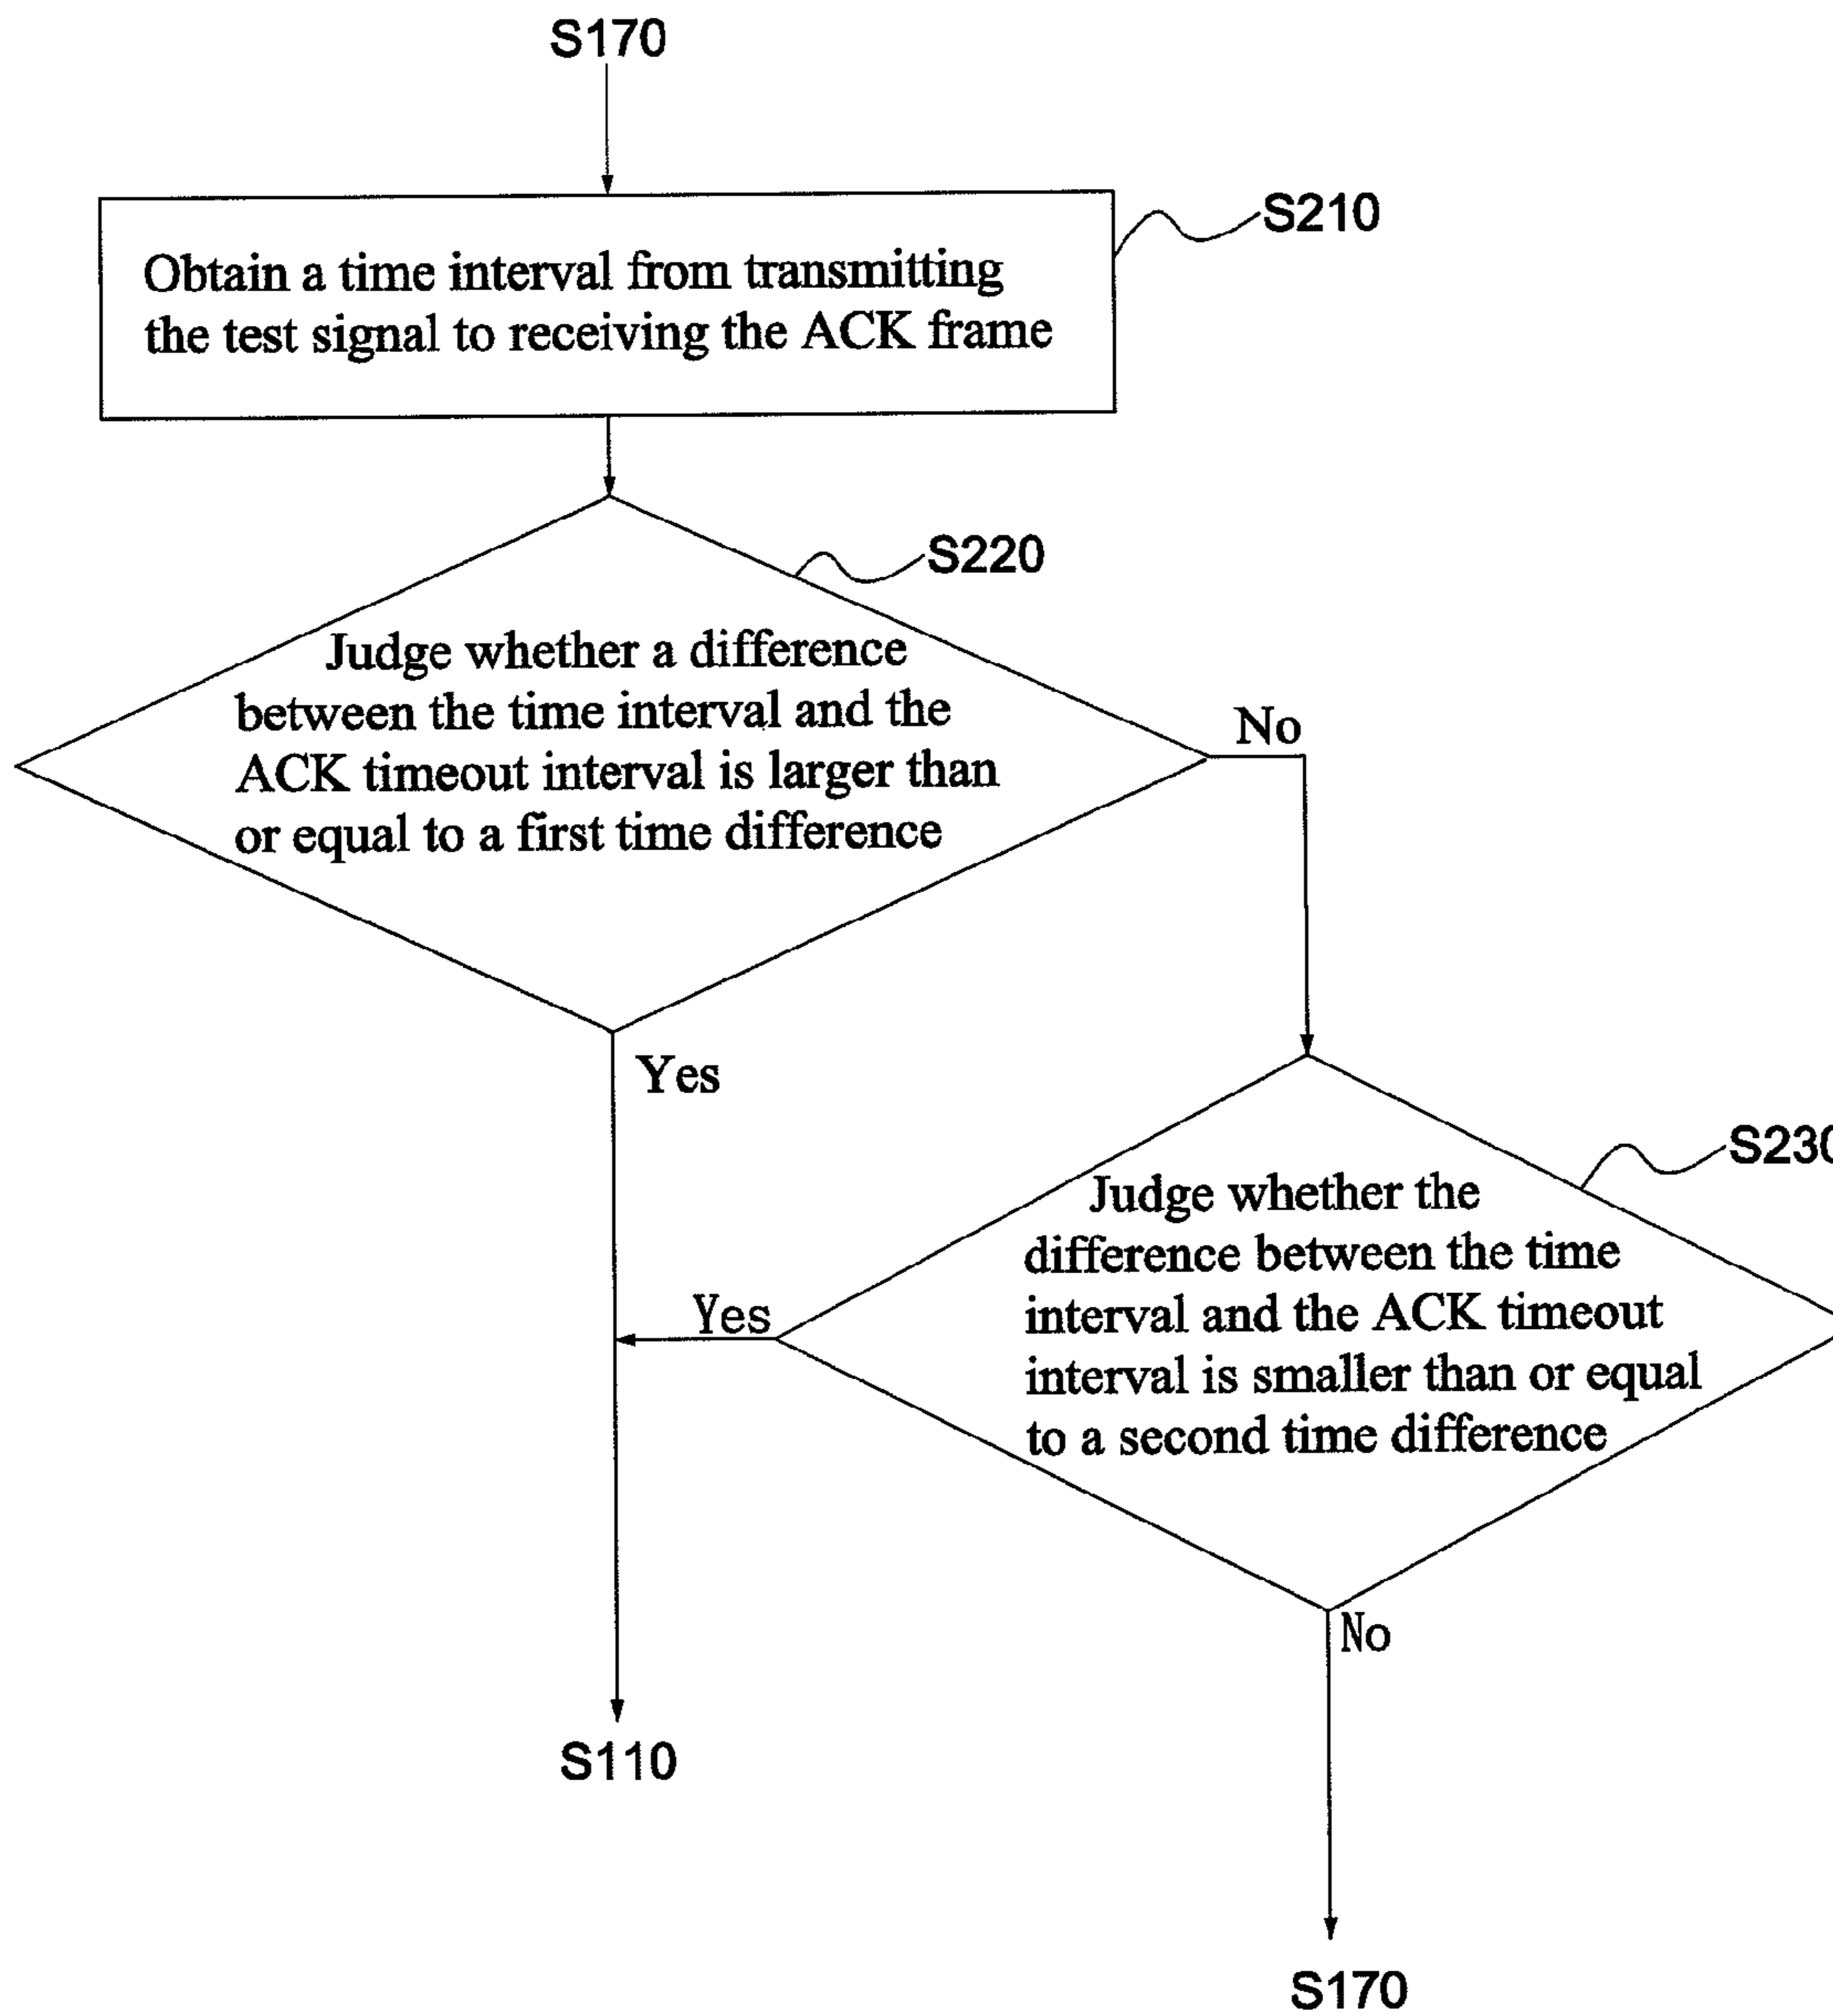 S170
S210
Obtain a time interval from transmitting
the test signal to receiving the ACK frame
S220
Judge whether a difference
between the time interval and the
ACK timeout interval is larger than
or equal to a first time difference
No
Yes
S230
Judge whether the
difference between the time
interval and the ACK timeout
interval is smaller than or equal
to a second time difference
Yes
No
S110
S170